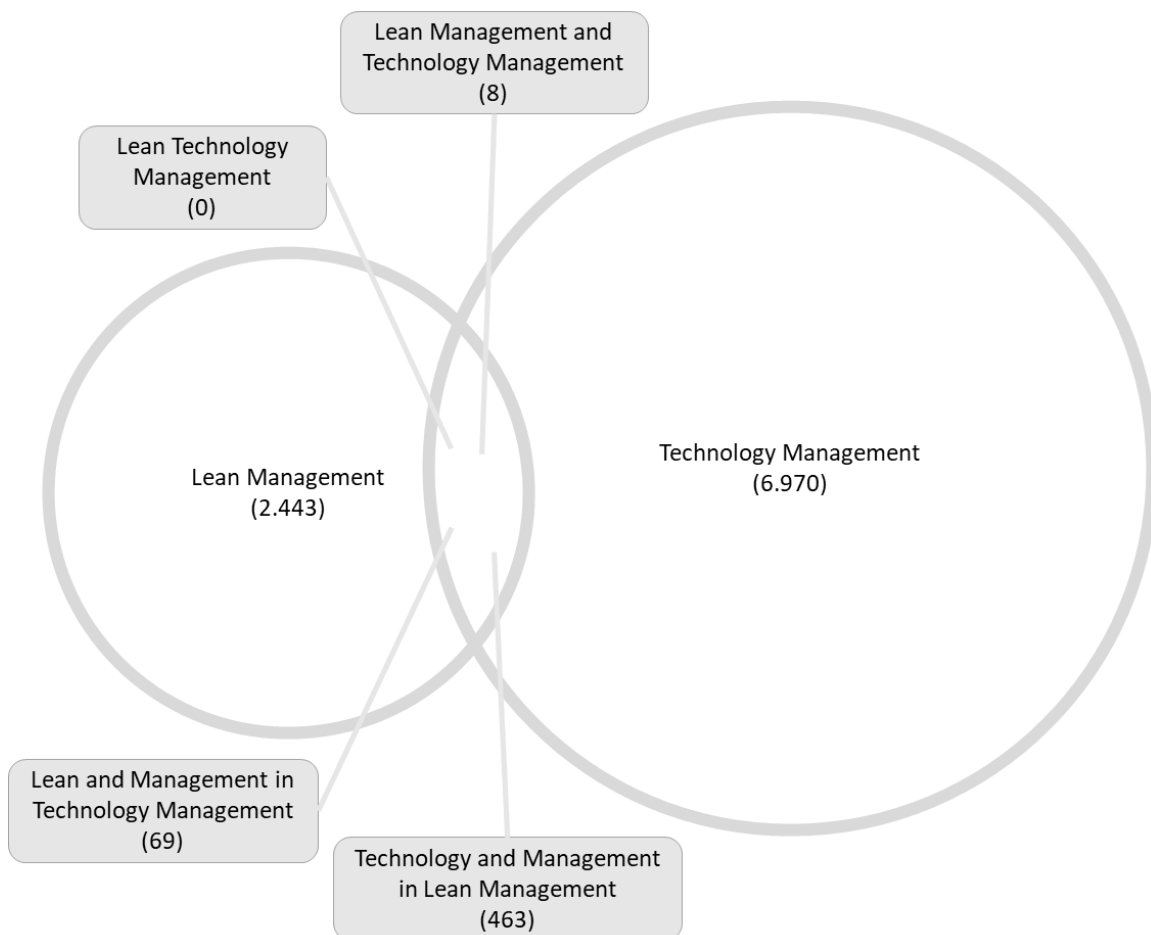 Lean Management and
Technology Management
(8)
Lean Technology
Management
(0)
Lean Management
(2.443)
Technology Management
(6.970)
Lean and Management in
Technology Management
(69)
Technology and Management
in Lean Management
(463)